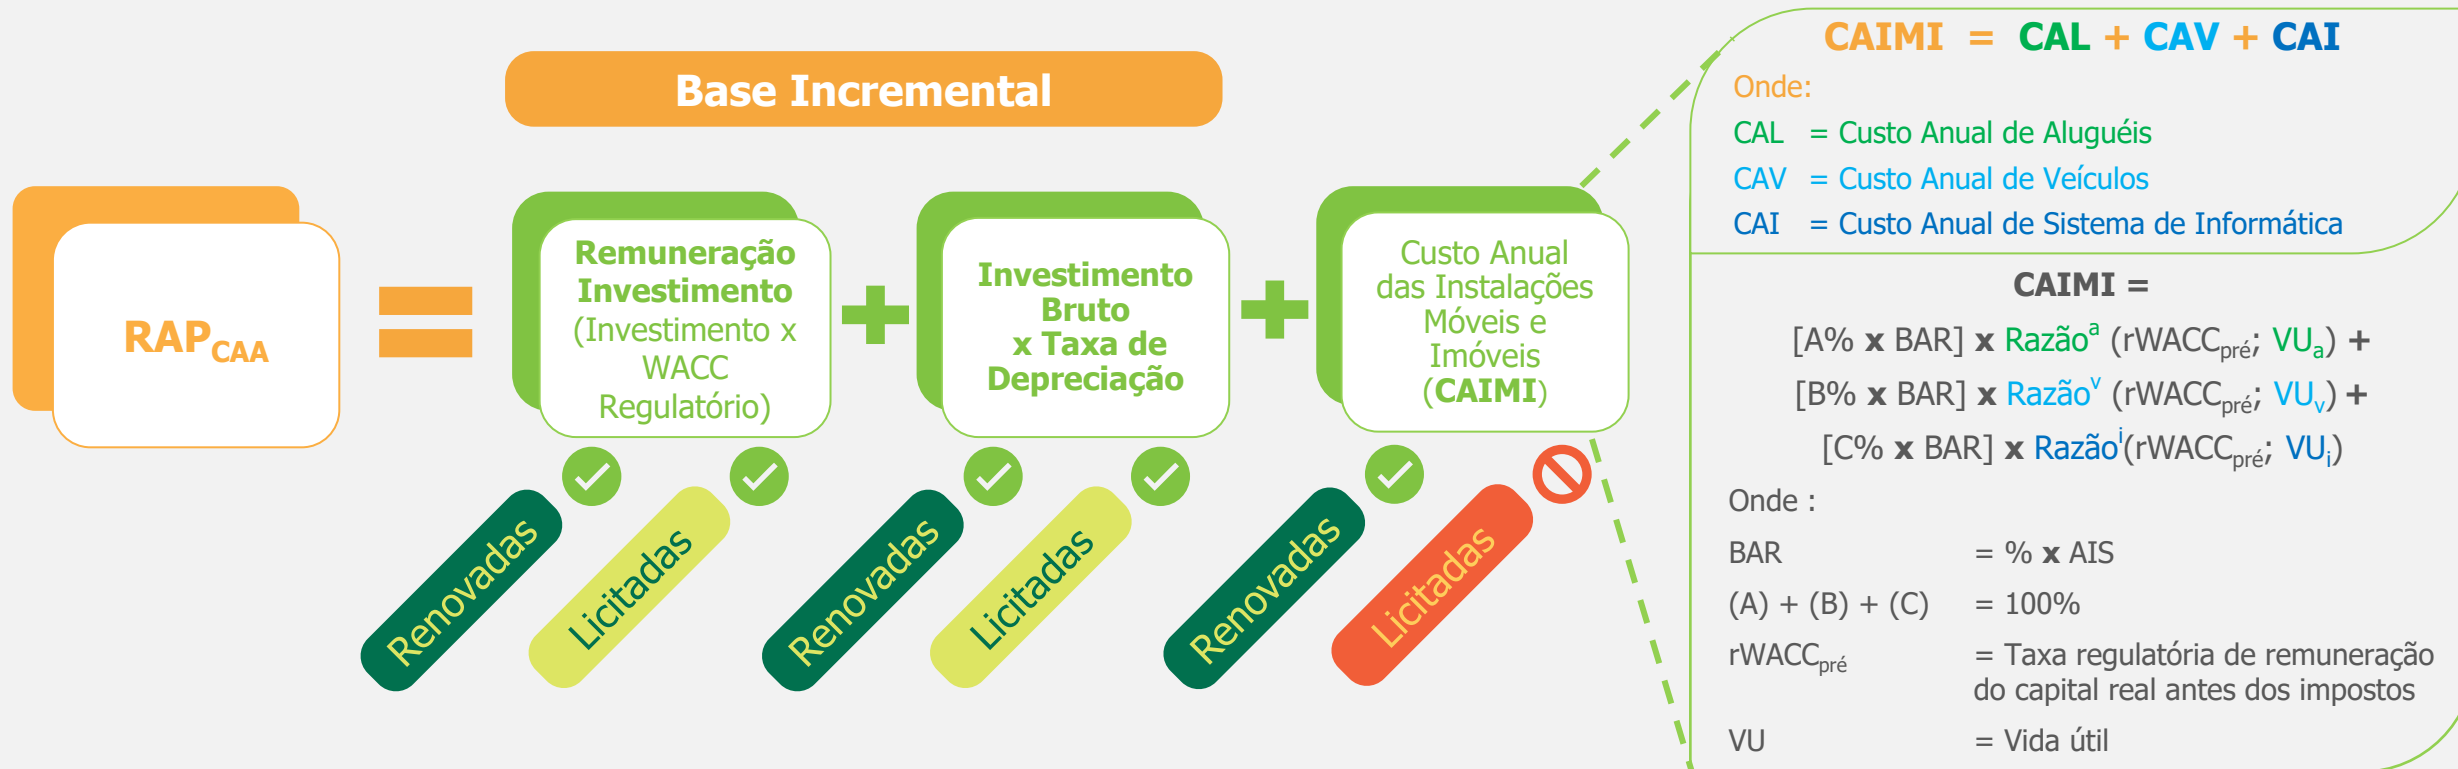 Base Incremental
RAPCAA
=
Remuneração
Investimento
(Investimento x
WACC
Regulatório)
+
Investimento
Bruto
x Taxa de
Depreciação
+
Custo Anual
das Instalações
Móveis e
Imóveis
(CAIMI)
Renovadas
Licitadas
Renovadas
Licitadas
Renovadas
Licitadas
CAIMI = CAL + CAV + CAI
Onde:
CAL = Custo Anual de Aluguéis
CAV = Custo Anual de Veículos
CAI = Custo Anual de Sistema de Informática
CAIMI =
[A% x BAR] x Razãoᵃ (rWACCpré; VUa) +
[B% x BAR] x Razãoᵛ (rWACCpré; VUv) +
[C% x BAR] x Razãoⁱ(rWACCpré; VUi)
Onde :
BAR = % x AIS
(A) + (B) + (C) = 100%
rWACCpré = Taxa regulatória de remuneração
do capital real antes dos impostos
VU = Vida útil